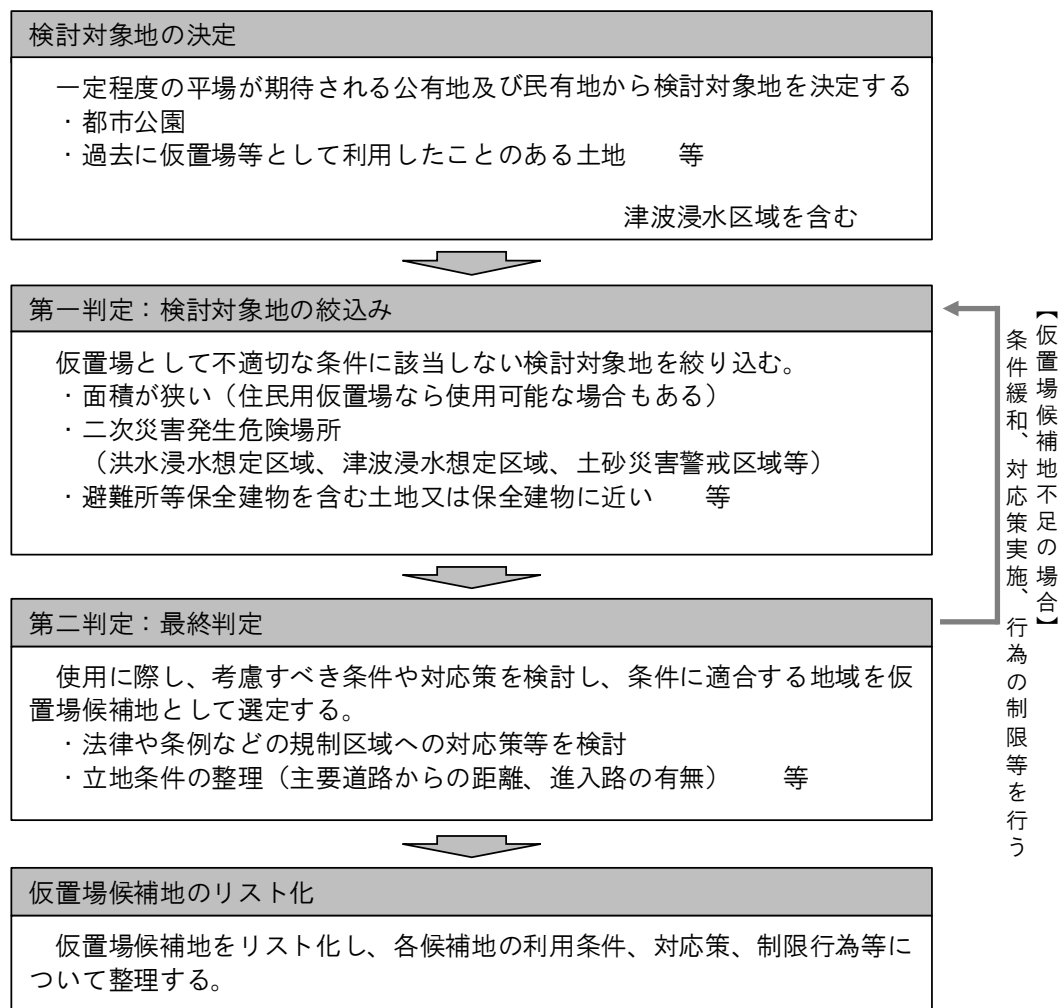 検討対象地の決定
一定程度の平場が期待される公有地及び民有地から検討対象地を決定する
・都市公園
・過去に仮置場等として利用したことのある土地　　等
津波浸水区域を含む
第一判定：検討対象地の絞込み
仮置場として不適切な条件に該当しない検討対象地を絞り込む。
・面積が狭い（住民用仮置場なら使用可能な場合もある）
・二次災害発生危険場所
（洪水浸水想定区域、津波浸水想定区域、土砂災害警戒区域等）
・避難所等保全建物を含む土地又は保全建物に近い　　等
第二判定：最終判定
使用に際し、考慮すべき条件や対応策を検討し、条件に適合する地域を仮
置場候補地として選定する。
・法律や条例などの規制区域への対応策等を検討
・立地条件の整理（主要道路からの距離、進入路の有無）　　等
仮置場候補地のリスト化
仮置場候補地をリスト化し、各候補地の利用条件、対応策、制限行為等に
ついて整理する。
【仮置場候補地不足の場合】
条件緩和、対応策実施、行為の制限等を行う